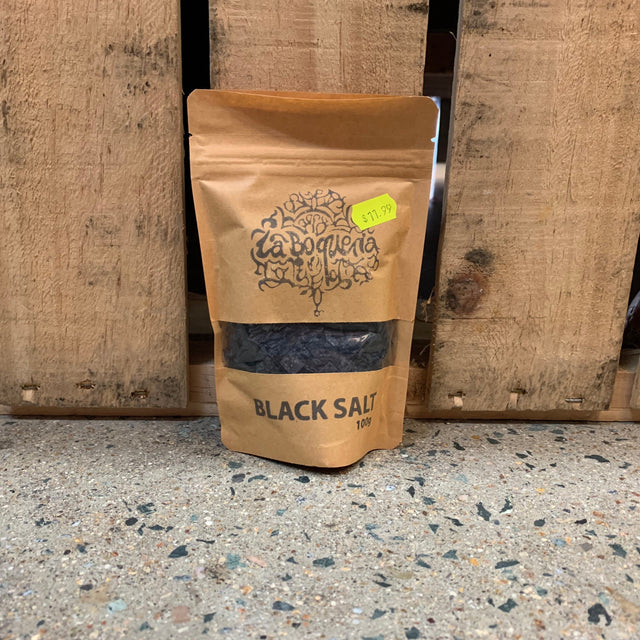 $11.99
La Boqueria
BLACK SALT
100g